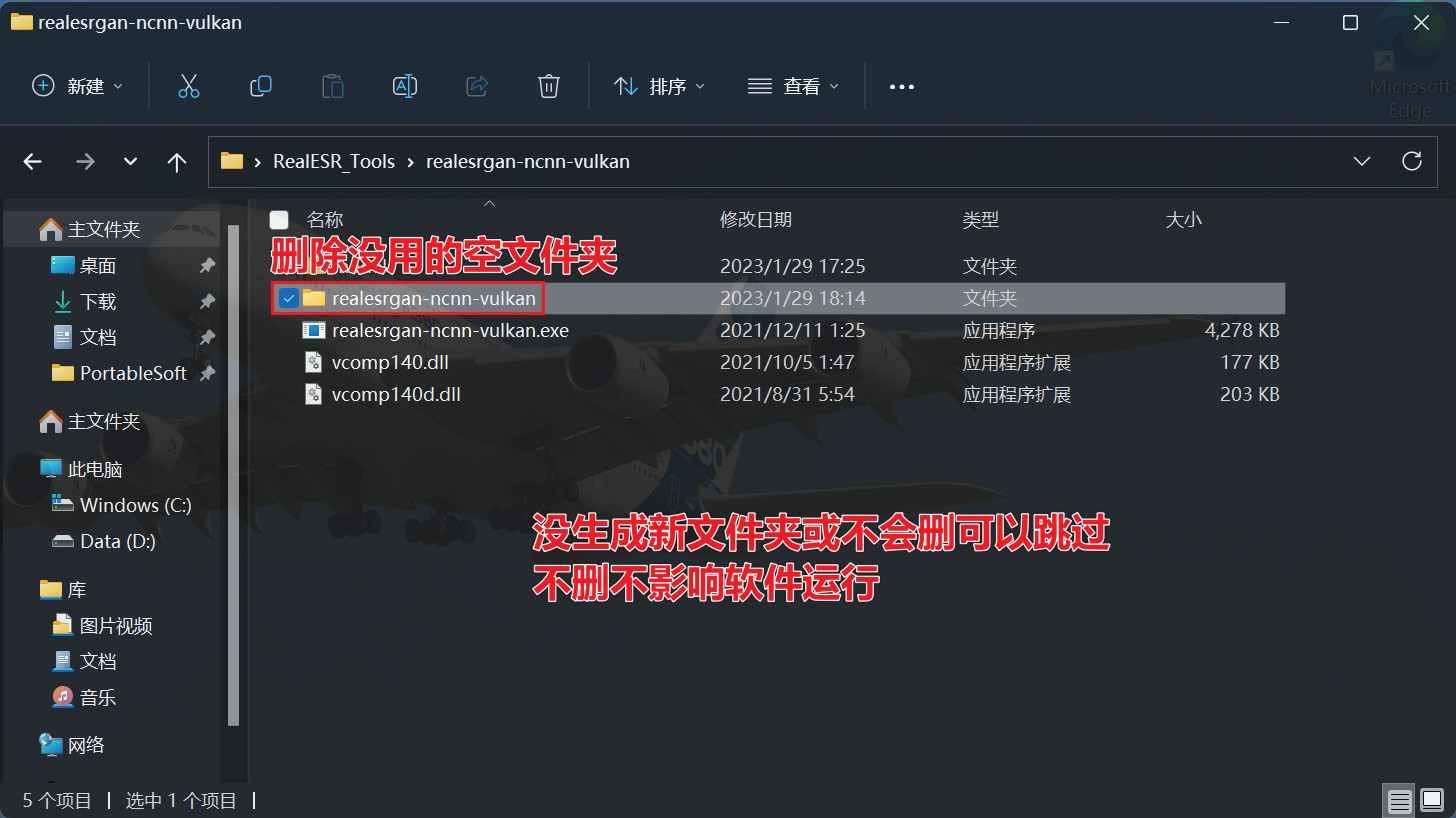 realesrgan-ncnn-vulkan
新建
排序
查看
Microsoft
Edge
RealESR_Tools > realesrgan-ncnn-vulkan
名称 修改日期 类型 大小
删除没用的空文件夹
2023/1/29 17:25 文件夹
realesrgan-ncnn-vulkan 2023/1/29 18:14 文件夹
realesrgan-ncnn-vulkan.exe 2021/12/11 1:25 应用程序 4,278 KB
vcomp140.dll 2021/10/5 1:47 应用程序扩展 177 KB
vcomp140d.dll 2021/8/31 5:54 应用程序扩展 203 KB
没生成新文件夹或不会删可以跳过
不删不影响软件运行
主文件夹
桌面
下载
文档
PortableSoft
主文件夹
此电脑
Windows (C:)
Data (D:)
库
图片视频
文档
音乐
网络
5 个项目 | 选中 1 个项目 |